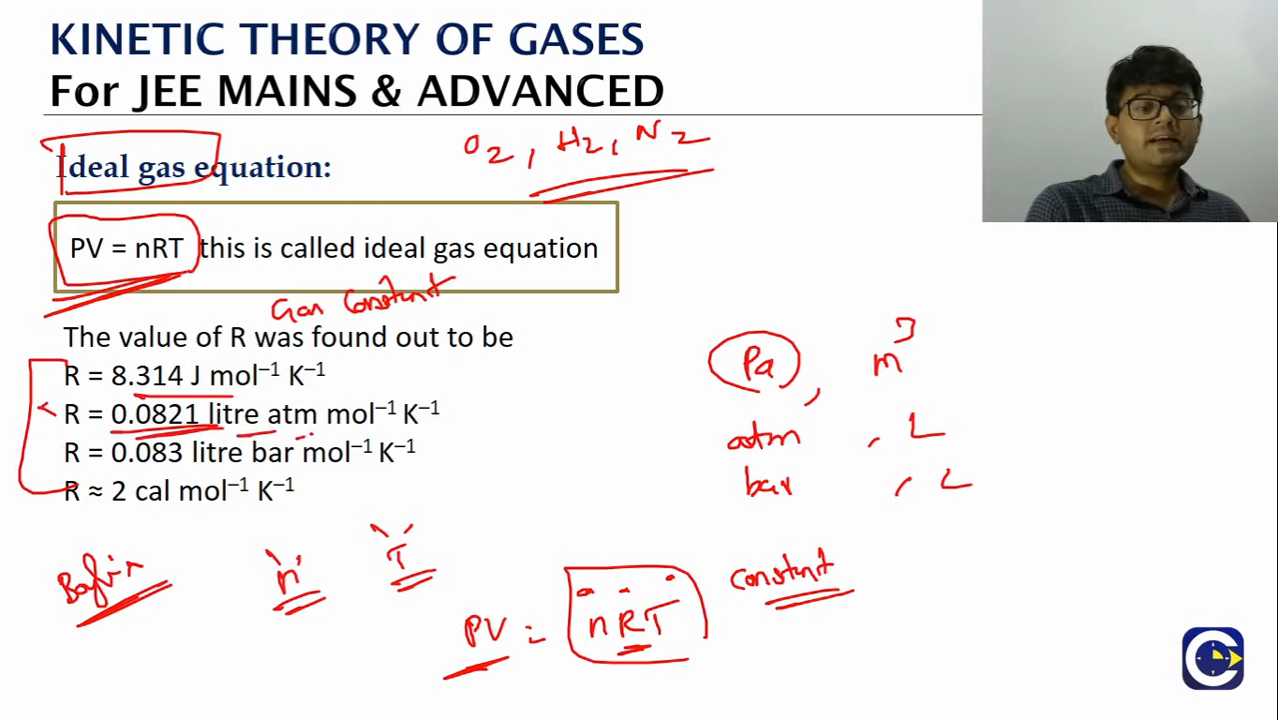 KINETIC THEORY OF GASES
For JEE MAINS & ADVANCED
O2, H2, N2
Ideal gas equation:
PV = nRT this is called ideal gas equation
Gas Constant
The value of R was found out to be
R = 8.314 J mol⁻¹ K⁻¹
R = 0.0821 litre atm mol⁻¹ K⁻¹
R = 0.083 litre bar mol⁻¹ K⁻¹
R ≈ 2 cal mol⁻¹ K⁻¹
Pa, m³
atm, L
bar, L
'n' 'T'
PV = nRT constant